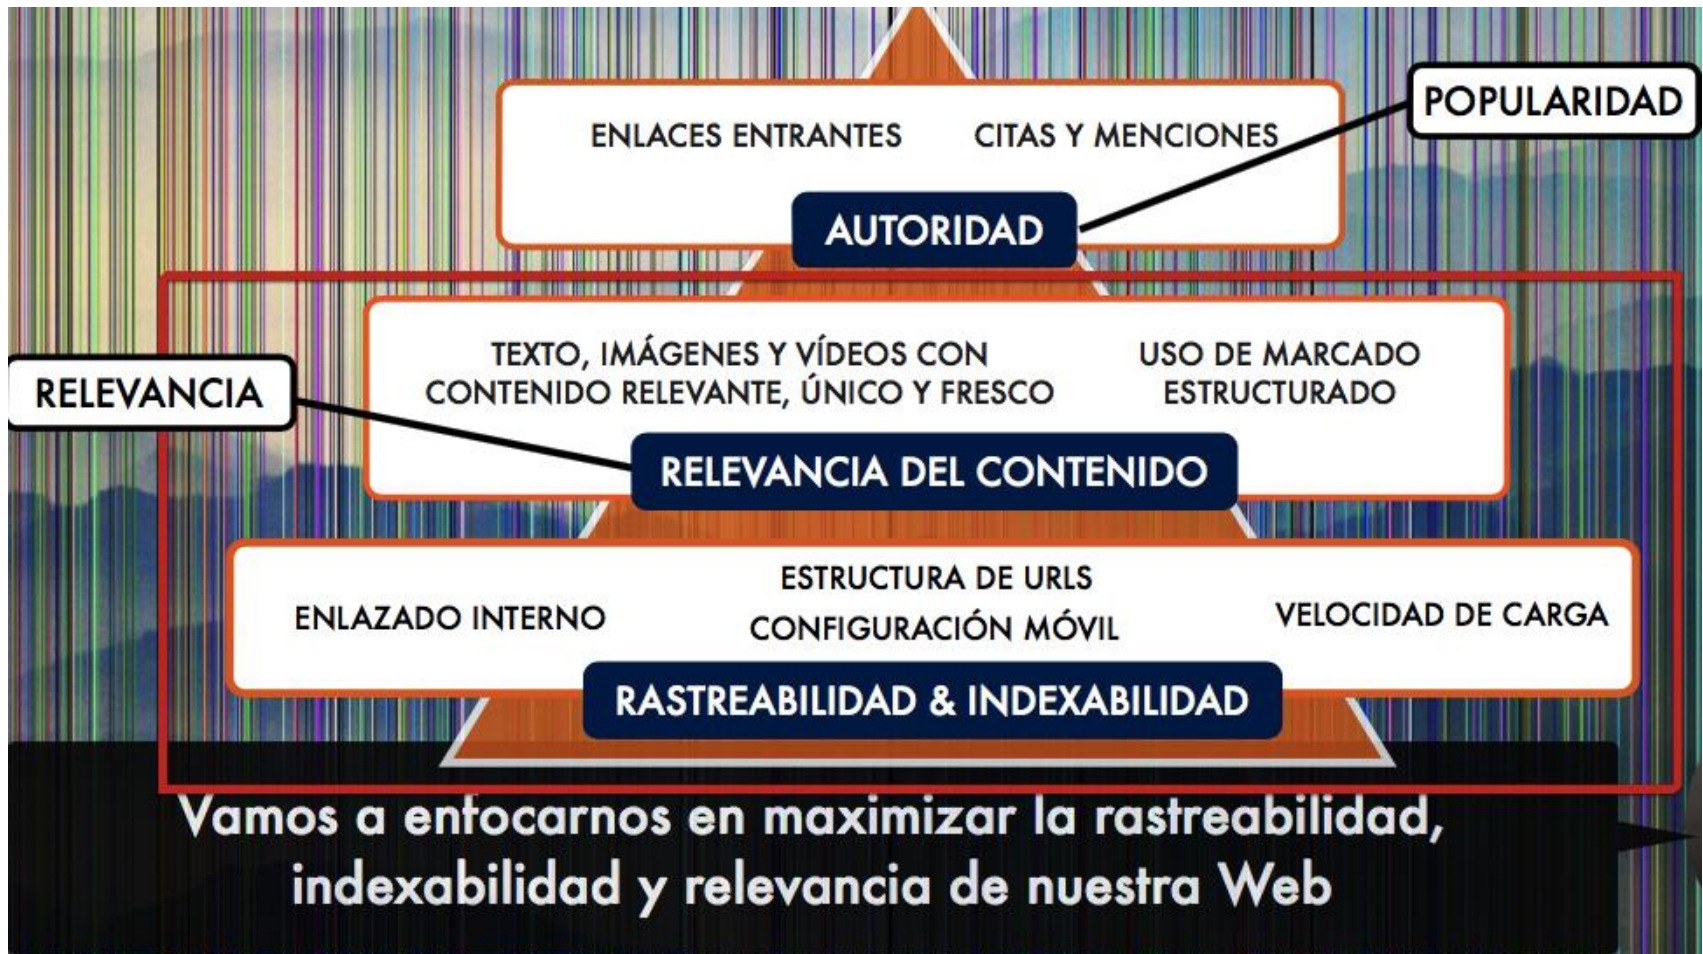 POPULARIDAD
ENLACES ENTRANTES
CITAS Y MENCIONES
AUTORIDAD
TEXTO, IMÁGENES Y VÍDEOS CON
CONTENIDO RELEVANTE, ÚNICO Y FRESCO
USO DE MARCADO
ESTRUCTURADO
RELEVANCIA
RELEVANCIA DEL CONTENIDO
ENLAZADO INTERNO
ESTRUCTURA DE URLS
CONFIGURACIÓN MÓVIL
VELOCIDAD DE CARGA
RASTREABILIDAD & INDEXABILIDAD
Vamos a enfocarnos en maximizar la rastreabilidad,
indexabilidad y relevancia de nuestra Web